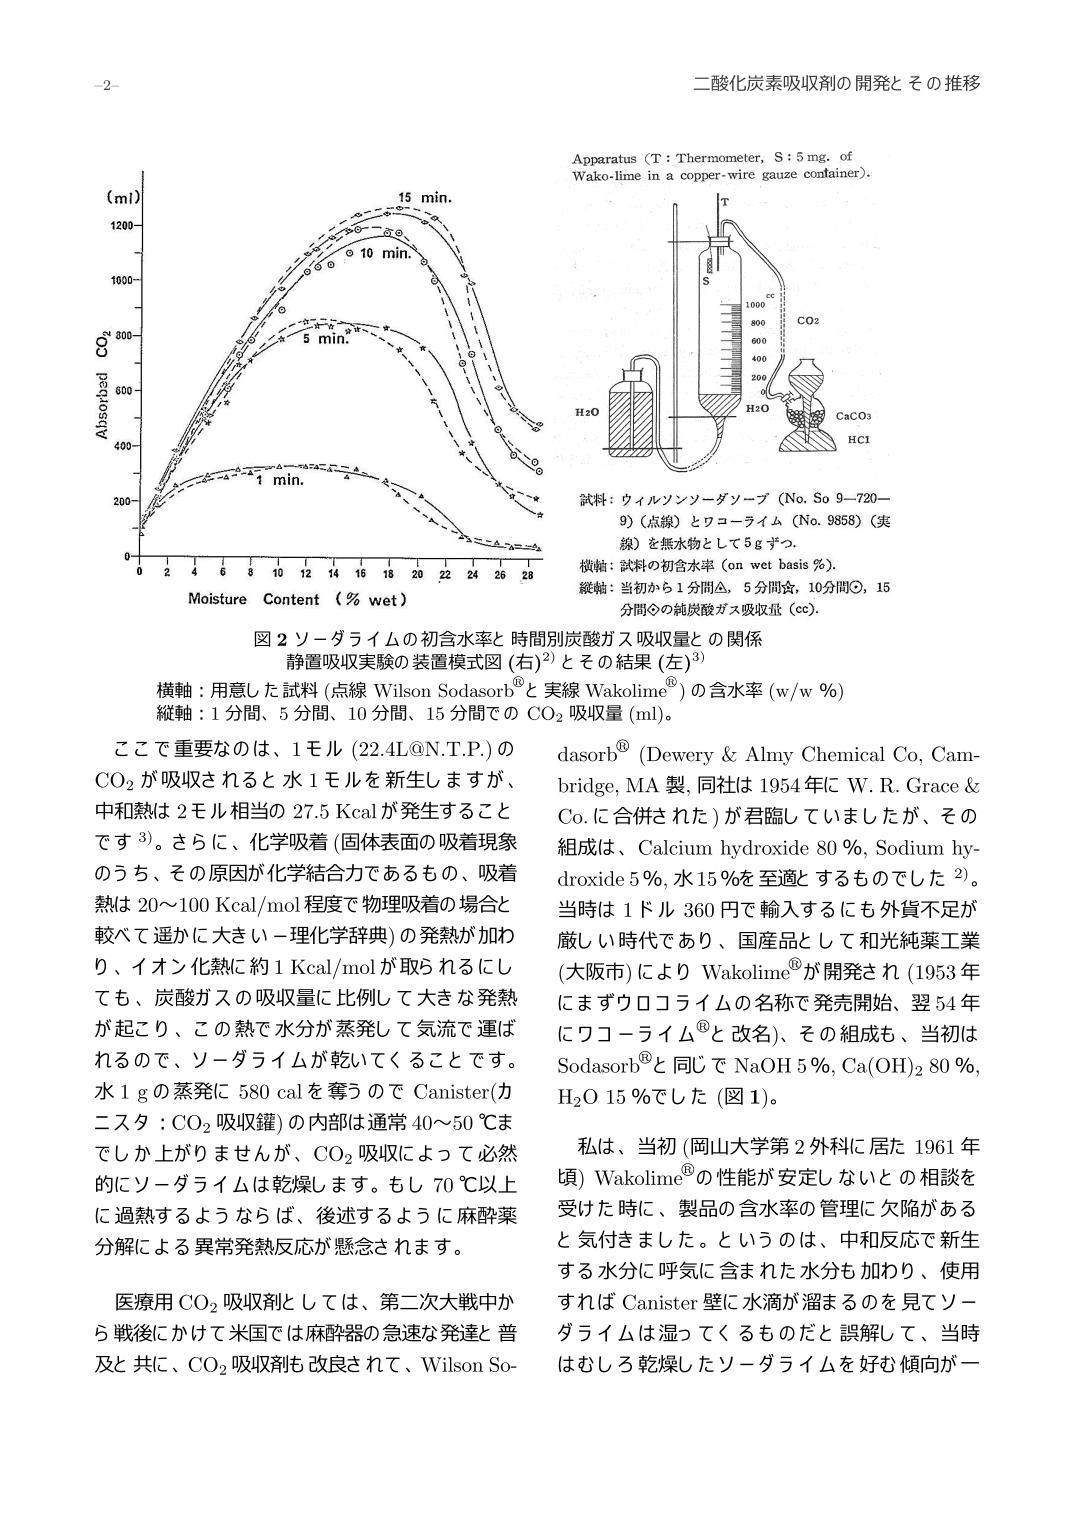 –2–
二酸化炭素吸収剤の開発とその推移
(ml)
1200
1000
800
600
400
200
0
Absorbed CO2
15 min.
10 min.
5 min.
1 min.
0 2 4 6 8 10 12 14 16 18 20 22 24 26 28
Moisture Content (% wet)
Apparatus (T : Thermometer, S : 5 mg. of
Wako-lime in a copper-wire gauze container).
T
S
cc
1000
800
600
400
200
0
CO2
H2O
H2O
CaCO3
HCl
試料：ウィルソンソーダソープ (No. So 9—720—
9)（点線）とワコーライム (No. 9858)（実
線）を無水物として5gずつ.
横軸：試料の初含水率 (on wet basis %).
縦軸：当初から1分間△, 5分間☆, 10分間⊙, 15
分間◇の純炭酸ガス吸収量 (cc).
図 2 ソーダライムの初含水率と時間別炭酸ガス吸収量との関係
静置吸収実験の装置模式図 (右)2) とその結果 (左)3)
横軸：用意した試料 (点線 Wilson Sodasorb®と実線 Wakolime®) の含水率 (w/w %)
縦軸：1 分間、5 分間、10 分間、15 分間での CO2 吸収量 (ml)。
ここで重要なのは、1モル (22.4L@N.T.P.) の
CO2 が吸収されると水 1 モルを新生しますが、
中和熱は 2モル相当の 27.5 Kcal が発生すること
です 3)。さらに、化学吸着 (固体表面の吸着現象
のうち、その原因が化学結合力であるもの、吸着
熱は 20〜100 Kcal/mol 程度で物理吸着の場合と
較べて遥かに大きい – 理化学辞典) の発熱が加わ
り、イオン化熱に約 1 Kcal/mol が取られるにし
ても、炭酸ガスの吸収量に比例して大きな発熱
が起こり、この熱で水分が蒸発して気流で運ば
れるので、ソーダライムが乾いてくることです。
水 1 g の蒸発に 580 cal を奪うので Canister(カ
ニスタ：CO2 吸収鑵) の内部は通常 40〜50 ℃ま
でしか上がりませんが、CO2 吸収によって必然
的にソーダライムは乾燥します。もし 70 ℃以上
に過熱するようならば、後述するように麻酔薬
分解による異常発熱反応が懸念されます。
医療用 CO2 吸収剤としては、第二次大戦中か
ら戦後にかけて米国では麻酔器の急速な発達と普
及と共に、CO2 吸収剤も改良されて、Wilson So-
dasorb® (Dewery & Almy Chemical Co, Cam-
bridge, MA 製, 同社は 1954 年に W. R. Grace &
Co. に合併された) が君臨していましたが、その
組成は、Calcium hydroxide 80 %, Sodium hy-
droxide 5 %, 水 15 %を至適とするものでした 2)。
当時は 1 ドル 360 円で輸入するにも外貨不足が
厳しい時代であり、国産品として和光純薬工業
(大阪市) により Wakolime®が開発され (1953 年
にまずウロコライムの名称で発売開始、翌 54 年
にワコーライム®と改名)、その組成も、当初は
Sodasorb®と同じで NaOH 5 %, Ca(OH)2 80 %,
H2O 15 %でした (図 1)。
私は、当初 (岡山大学第 2 外科に居た 1961 年
頃) Wakolime®の性能が安定しないとの相談を
受けた時に、製品の含水率の管理に欠陥がある
と気付きました。というのは、中和反応で新生
する水分に呼気に含まれた水分も加わり、使用
すれば Canister 壁に水滴が溜まるのを見てソー
ダライムは湿ってくるものだと誤解して、当時
はむしろ乾燥したソーダライムを好む傾向が一